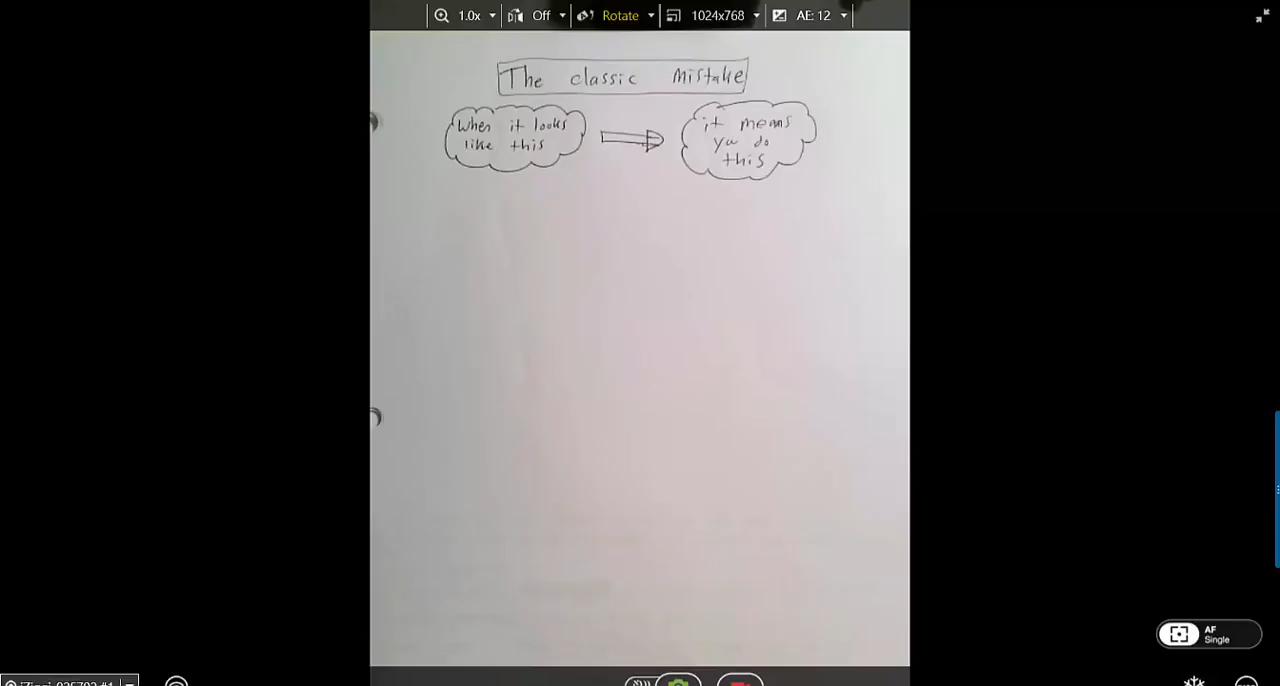 1.0x Off Rotate 1024x768 AE: 12
The classic Mistake
When it looks
like this
it means
yu do
this
AF
Single